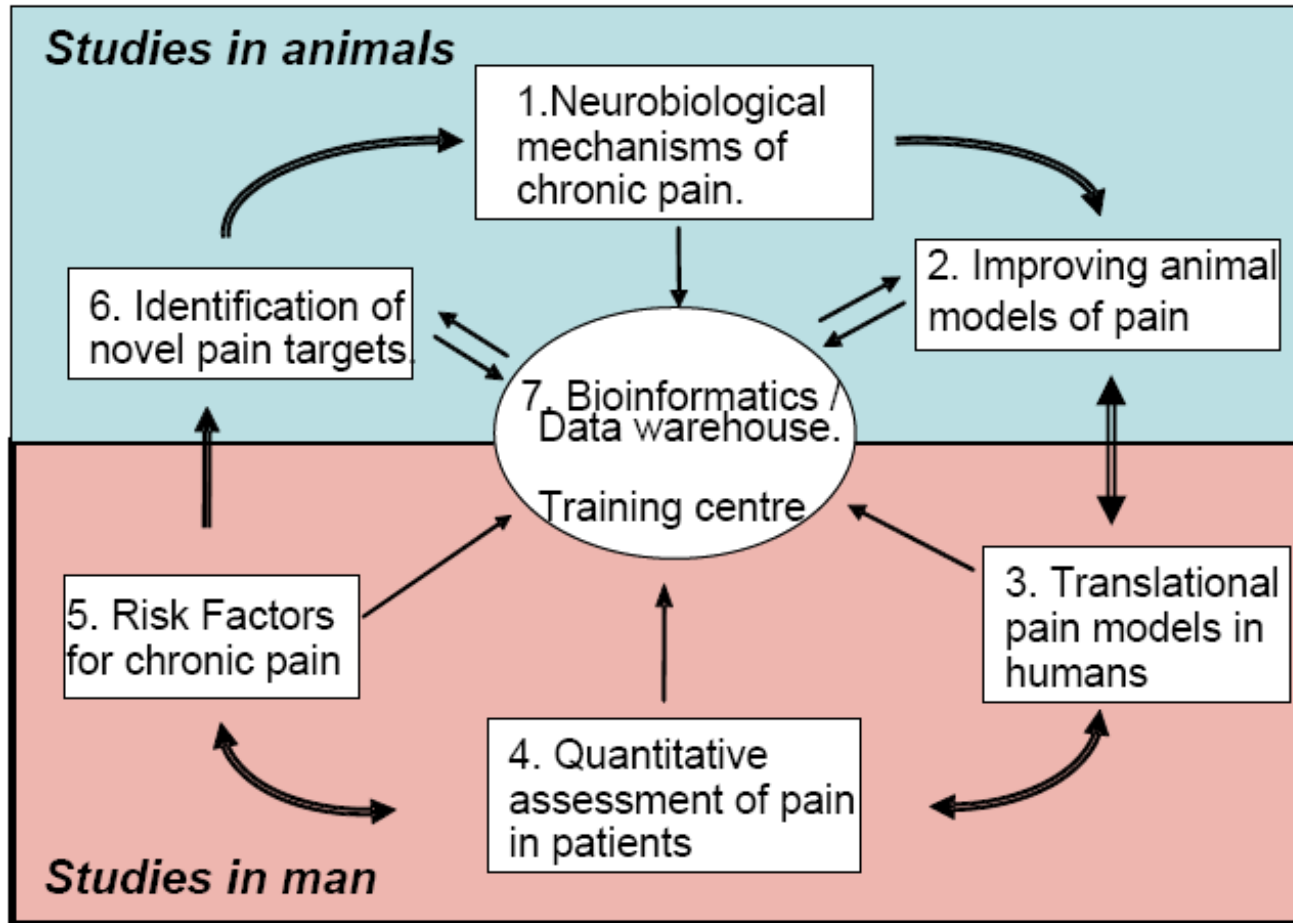 Studies in animals
1.Neurobiological
mechanisms of
chronic pain.
2. Improving animal
models of pain
6. Identification of
novel pain targets.
7. Bioinformatics /
Data warehouse.
Training centre
5. Risk Factors
for chronic pain
3. Translational
pain models in
humans
4. Quantitative
assessment of pain
in patients
Studies in man